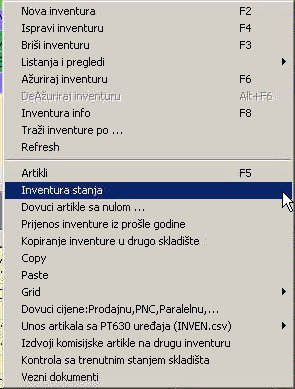 Nova inventura F2
Ispravi inventuru F4
Briši inventuru F3
Listanja i pregledi
Ažuriraj inventuru F6
DeAžuriraj inventuru Alt+F6
Inventura info F8
Traži inventure po ...
Refresh
Artikli F5
Inventura stanja
Dovuci artikle sa nulom ...
Prijenos inventure iz prošle godine
Kopiranje inventure u drugo skladište
Copy
Paste
Grid
Dovuci cijene:Prodajnu,PNC,Paralelnu,...
Unos artikala sa PT630 uređaja (INVEN.csv)
Izdvoji komisijske artikle na drugu inventuru
Kontrola sa trenutnim stanjem skladišta
Vezni dokumenti